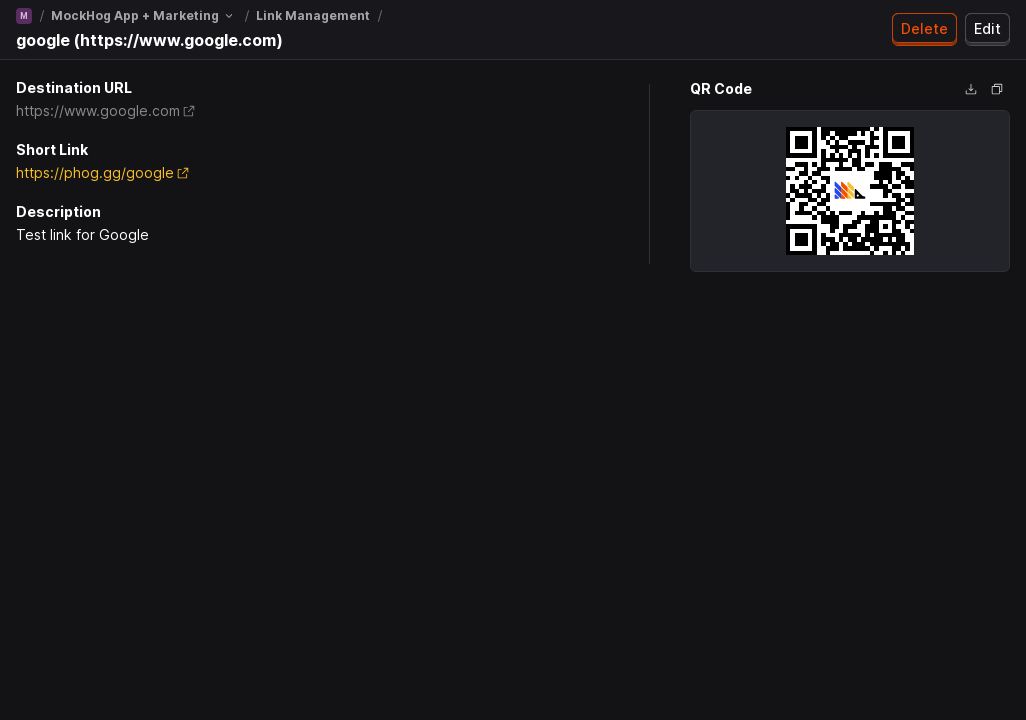 M / MockHog App + Marketing / Link Management /
google (https://www.google.com)
Delete
Edit
Destination URL
https://www.google.com
Short Link
https://phog.gg/google
Description
Test link for Google
QR Code